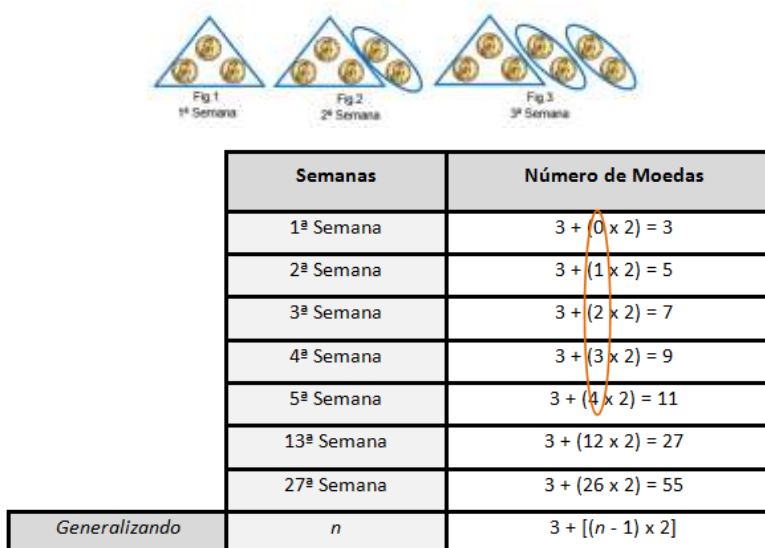 Fig.1
1ª Semana
Fig.2
2ª Semana
Fig.3
3ª Semana
Semanas Número de Moedas
1ª Semana 3 + (0 x 2) = 3
2ª Semana 3 + (1 x 2) = 5
3ª Semana 3 + (2 x 2) = 7
4ª Semana 3 + (3 x 2) = 9
5ª Semana 3 + (4 x 2) = 11
13ª Semana 3 + (12 x 2) = 27
27ª Semana 3 + (26 x 2) = 55
Generalizando n 3 + [(n - 1) x 2]